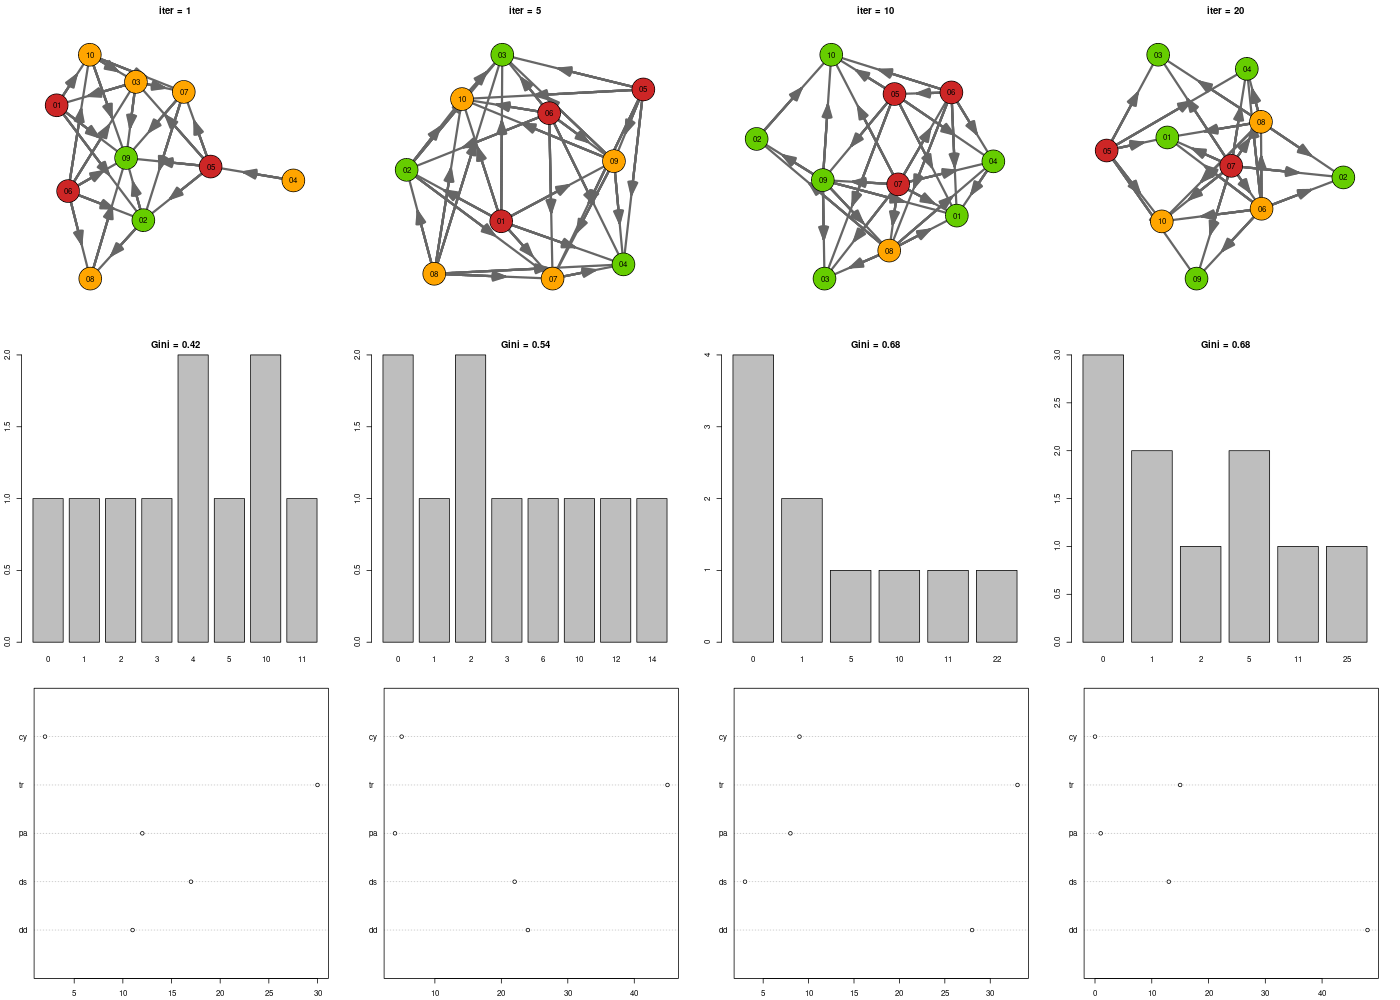 iter = 1
iter = 5
iter = 10
iter = 20
10
03
07
01
09
05
04
06
02
08
03
05
10
06
09
02
01
04
08
07
10
05
06
02
04
09
07
01
08
03
03
04
08
01
05
07
02
06
10
09
Gini = 0.42
Gini = 0.54
Gini = 0.68
Gini = 0.68
2.0
1.5
1.0
0.5
0.0
0 1 2 3 4 5 10 11
2.0
1.5
1.0
0.5
0.0
0 1 2 3 6 10 12 14
4
3
2
1
0
0 1 5 10 11 22
3.0
2.5
2.0
1.5
1.0
0.5
0.0
0 1 2 5 11 25
cy
tr
pa
ds
dd
5 10 15 20 25 30
cy
tr
pa
ds
dd
10 20 30 40
cy
tr
pa
ds
dd
5 10 15 20 25 30
cy
tr
pa
ds
dd
0 10 20 30 40